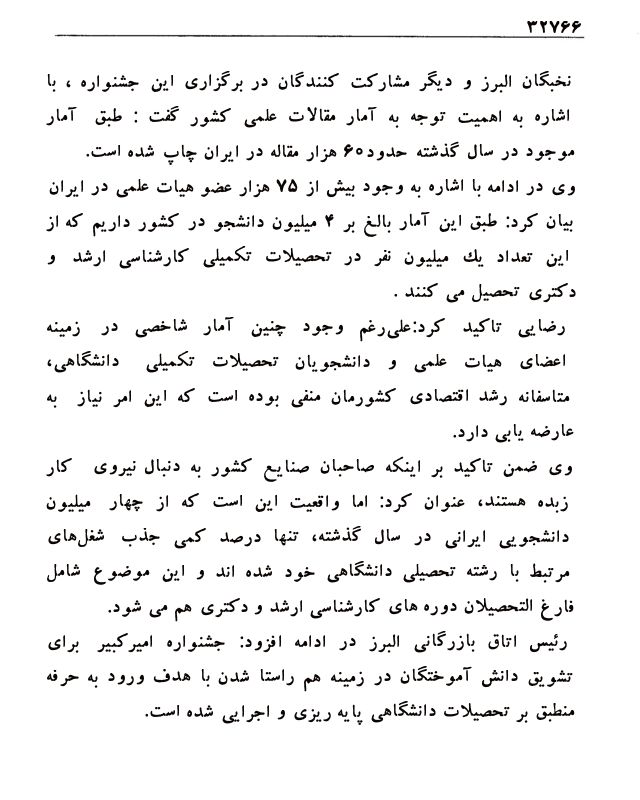 ۳۲۷۶۶
نخبگان البرز و دیگر مشارکت کنندگان در برگزاری این جشنواره ، با
اشاره به اهمیت توجه به آمار مقالات علمی کشور گفت : طبق آمار
موجود در سال گذشته حدود۶۰ هزار مقاله در ایران چاپ شده است.
وی در ادامه با اشاره به وجود بیش از ۷۵ هزار عضو هیات علمی در ایران
بیان کرد: طبق این آمار بالغ بر ۴ میلیون دانشجو در کشور داریم که از
این تعداد یك میلیون نفر در تحصیلات تکمیلی کارشناسی ارشد و
دکتری تحصیل می کنند .
رضایی تاکید کرد:علی‌رغم وجود چنین آمار شاخصی در زمینه
اعضای هیات علمی و دانشجویان تحصیلات تکمیلی دانشگاهی،
متاسفانه رشد اقتصادی کشورمان منفی بوده است که این امر نیاز به
عارضه یابی دارد.
وی ضمن تاکید بر اینکه صاحبان صنایع کشور به دنبال نیروی کار
زبده هستند، عنوان کرد: اما واقعیت این است که از چهار میلیون
دانشجویی ایرانی در سال گذشته، تنها درصد کمی جذب شغل‌های
مرتبط با رشته تحصیلی دانشگاهی خود شده اند و این موضوع شامل
فارغ التحصیلان دوره های کارشناسی ارشد و دکتری هم می شود.
رئیس اتاق بازرگانی البرز در ادامه افزود: جشنواره امیرکبیر برای
تشویق دانش آموختگان در زمینه هم راستا شدن با هدف ورود به حرفه
منطبق بر تحصیلات دانشگاهی پایه ریزی و اجرایی شده است.